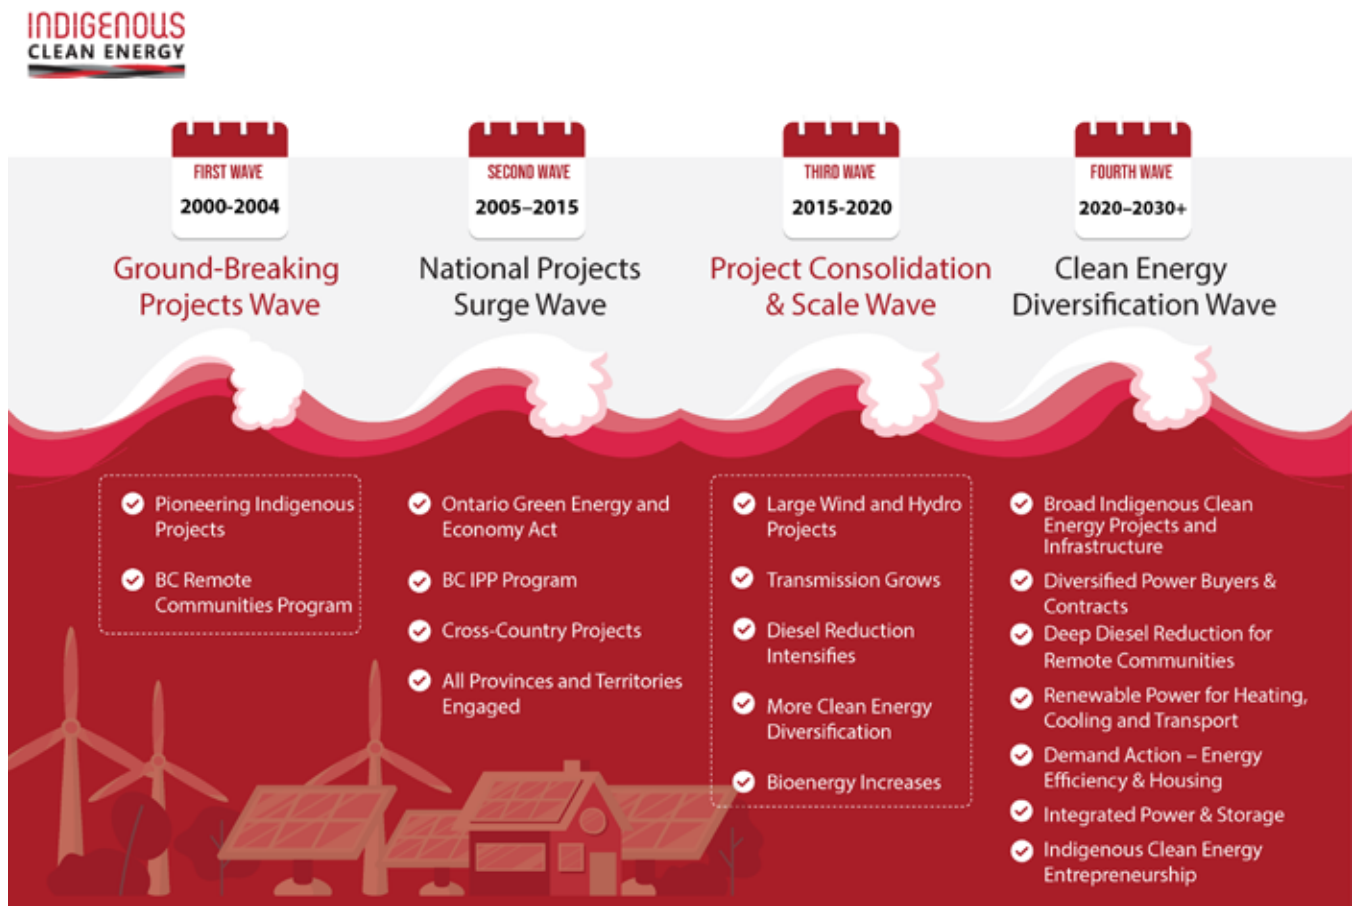 INDIGENOUS
CLEAN ENERGY
FIRST WAVE
2000-2004
Ground-Breaking
Projects Wave
Pioneering Indigenous
Projects
BC Remote
Communities Program
SECOND WAVE
2005–2015
National Projects
Surge Wave
Ontario Green Energy and
Economy Act
BC IPP Program
Cross-Country Projects
All Provinces and Territories
Engaged
THIRD WAVE
2015-2020
Project Consolidation
& Scale Wave
Large Wind and Hydro
Projects
Transmission Grows
Diesel Reduction
Intensifies
More Clean Energy
Diversification
Bioenergy Increases
FOURTH WAVE
2020–2030+
Clean Energy
Diversification Wave
Broad Indigenous Clean
Energy Projects and
Infrastructure
Diversified Power Buyers &
Contracts
Deep Diesel Reduction for
Remote Communities
Renewable Power for Heating,
Cooling and Transport
Demand Action – Energy
Efficiency & Housing
Integrated Power & Storage
Indigenous Clean Energy
Entrepreneurship